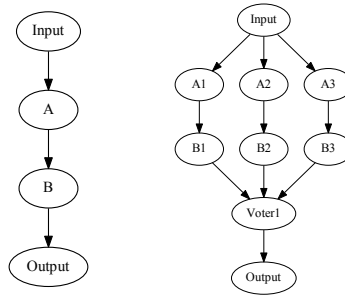 Input
A
B
Output
Input
A1 A2 A3
B1 B2 B3
Voter1
Output